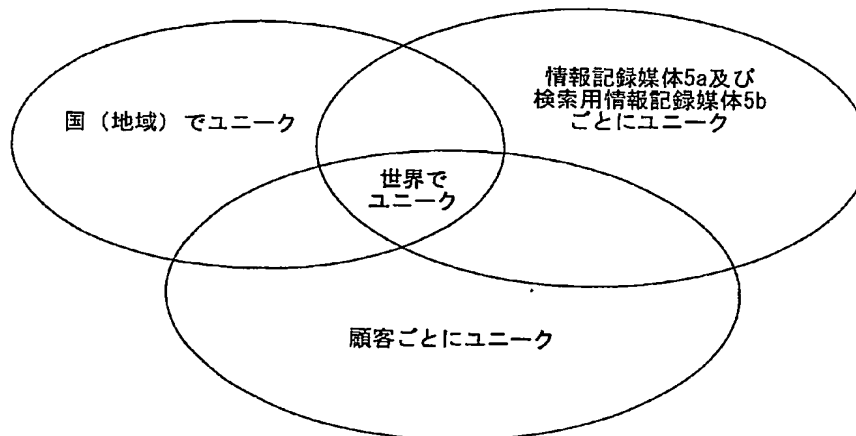 情報記録媒体5a及び
検索用情報記録媒体5b
ごとにユニーク
国（地域）でユニーク
世界で
ユニーク
顧客ごとにユニーク